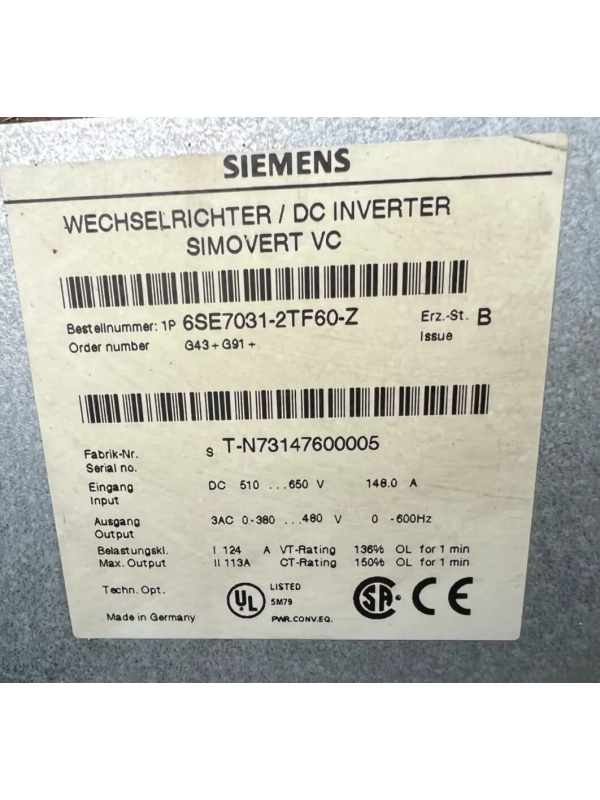 SIEMENS
WECHSELRICHTER / DC INVERTER
SIMOVERT VC
Bestellnummer: 1P 6SE7031-2TF60-Z Erz.-St. B
Order number G43+G91+ Issue
Fabrik-Nr. S T-N73147600005
Serial no.
Eingang DC 510 ...650 V 148.0 A
Input
Ausgang 3AC 0-380 ...480 V 0 -600Hz
Output
Belastungskl. I 124 A VT-Rating 136% OL for 1 min
Max. Output II 113A CT-Rating 150% OL for 1 min
Techn. Opt.
UL LISTED
5M79
PWR.CONV.EQ.
SA CE
Made in Germany